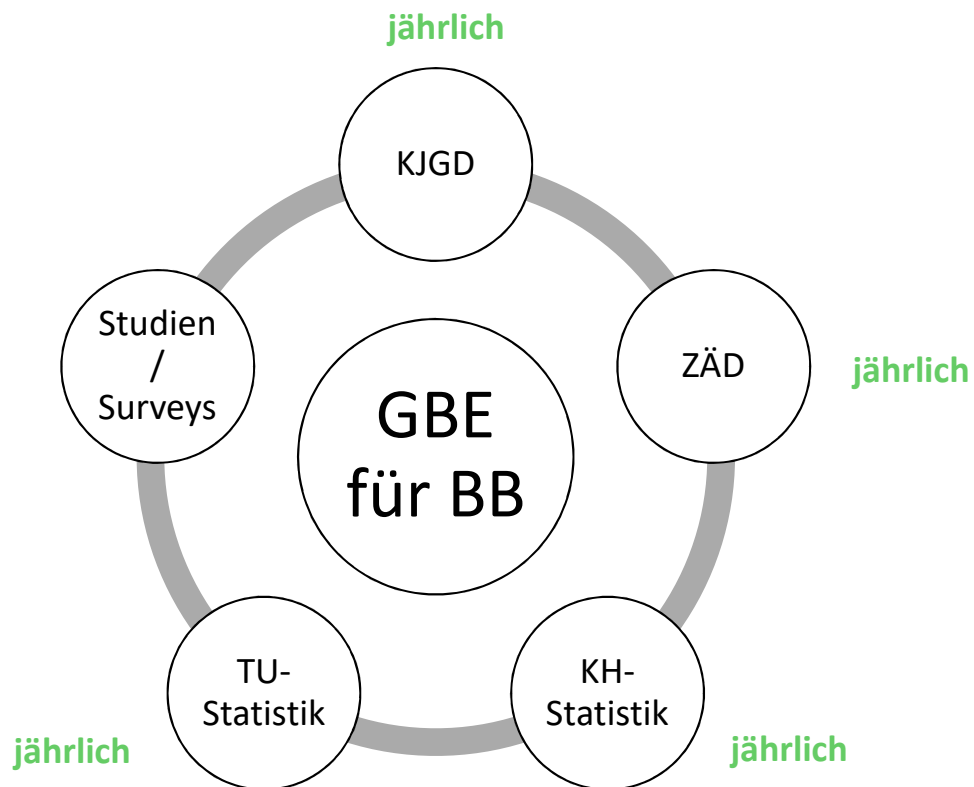 jährlich
KJGD
Studien
/
Surveys
ZÄD
jährlich
GBE
für BB
TU-
Statistik
KH-
Statistik
jährlich
jährlich